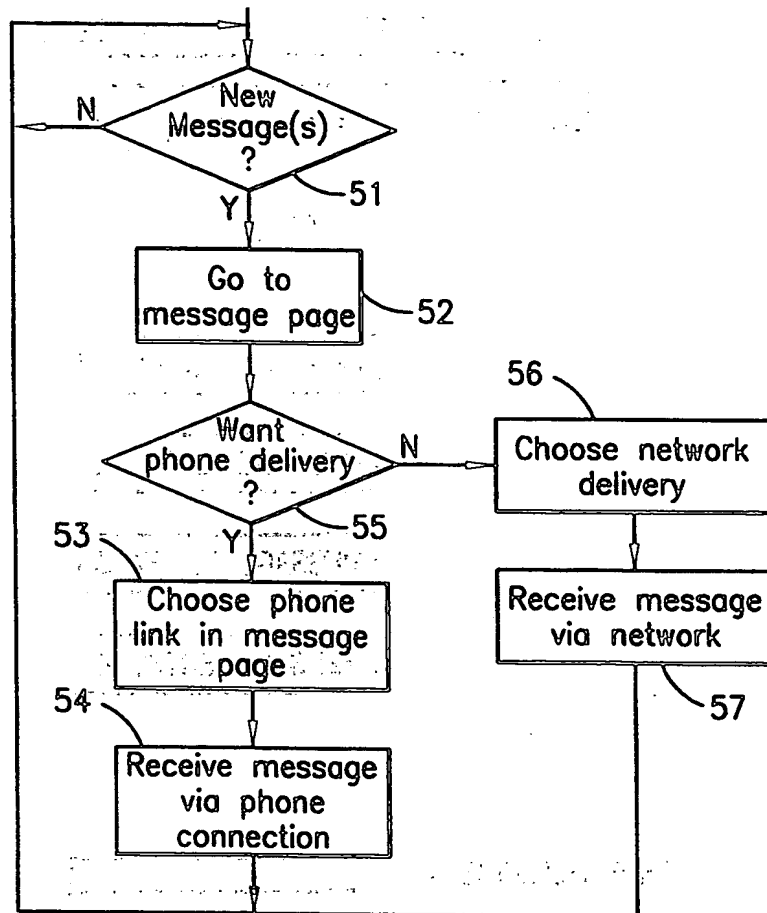 New
Message(s)
?
N
51
Y
Go to
message page
52
Want
phone delivery
?
N
55
Y
56
Choose network
delivery
53
Choose phone
link in message
page
Receive message
via network
57
54
Receive message
via phone
connection